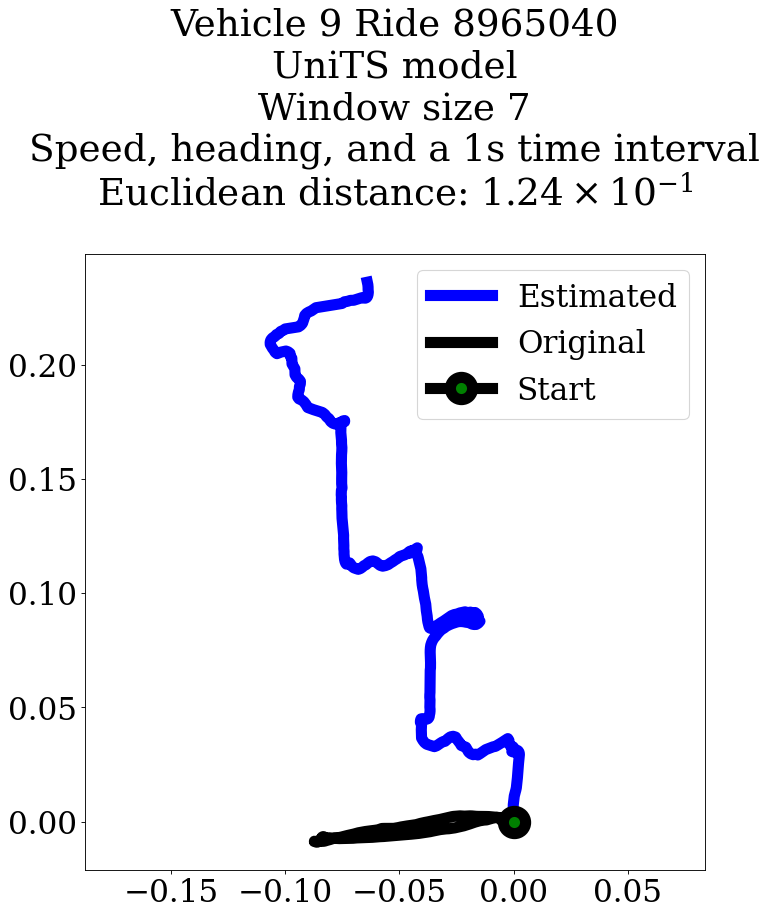 Vehicle 9 Ride 8965040
UniTS model
Window size 7
Speed, heading, and a 1s time interval
Euclidean distance: 1.24 × 10⁻¹
Estimated
Original
Start
0.20
0.15
0.10
0.05
0.00
−0.15 −0.10 −0.05 0.00 0.05